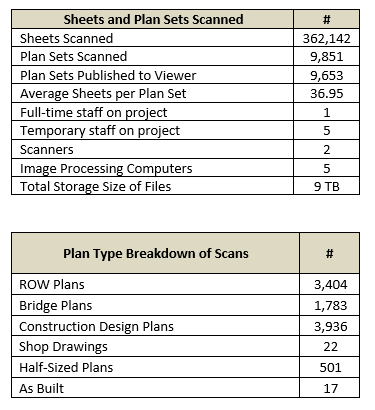 Sheets and Plan Sets Scanned #
Sheets Scanned 362,142
Plan Sets Scanned 9,851
Plan Sets Published to Viewer 9,653
Average Sheets per Plan Set 36.95
Full-time staff on project 1
Temporary staff on project 5
Scanners 2
Image Processing Computers 5
Total Storage Size of Files 9 TB
Plan Type Breakdown of Scans #
ROW Plans 3,404
Bridge Plans 1,783
Construction Design Plans 3,936
Shop Drawings 22
Half-Sized Plans 501
As Built 17